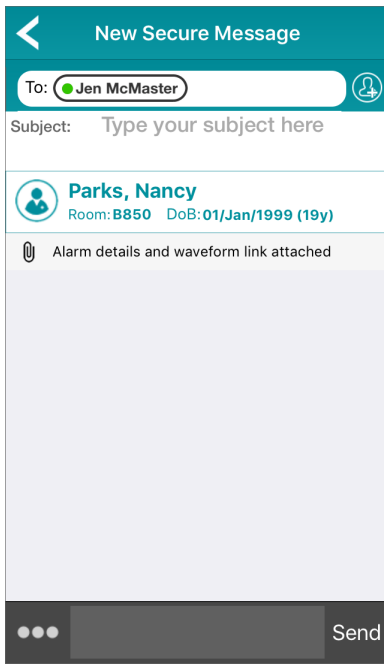 New Secure Message
To: Jen McMaster
Subject: Type your subject here
Parks, Nancy
Room: B850 DoB: 01/Jan/1999 (19y)
Alarm details and waveform link attached
Send